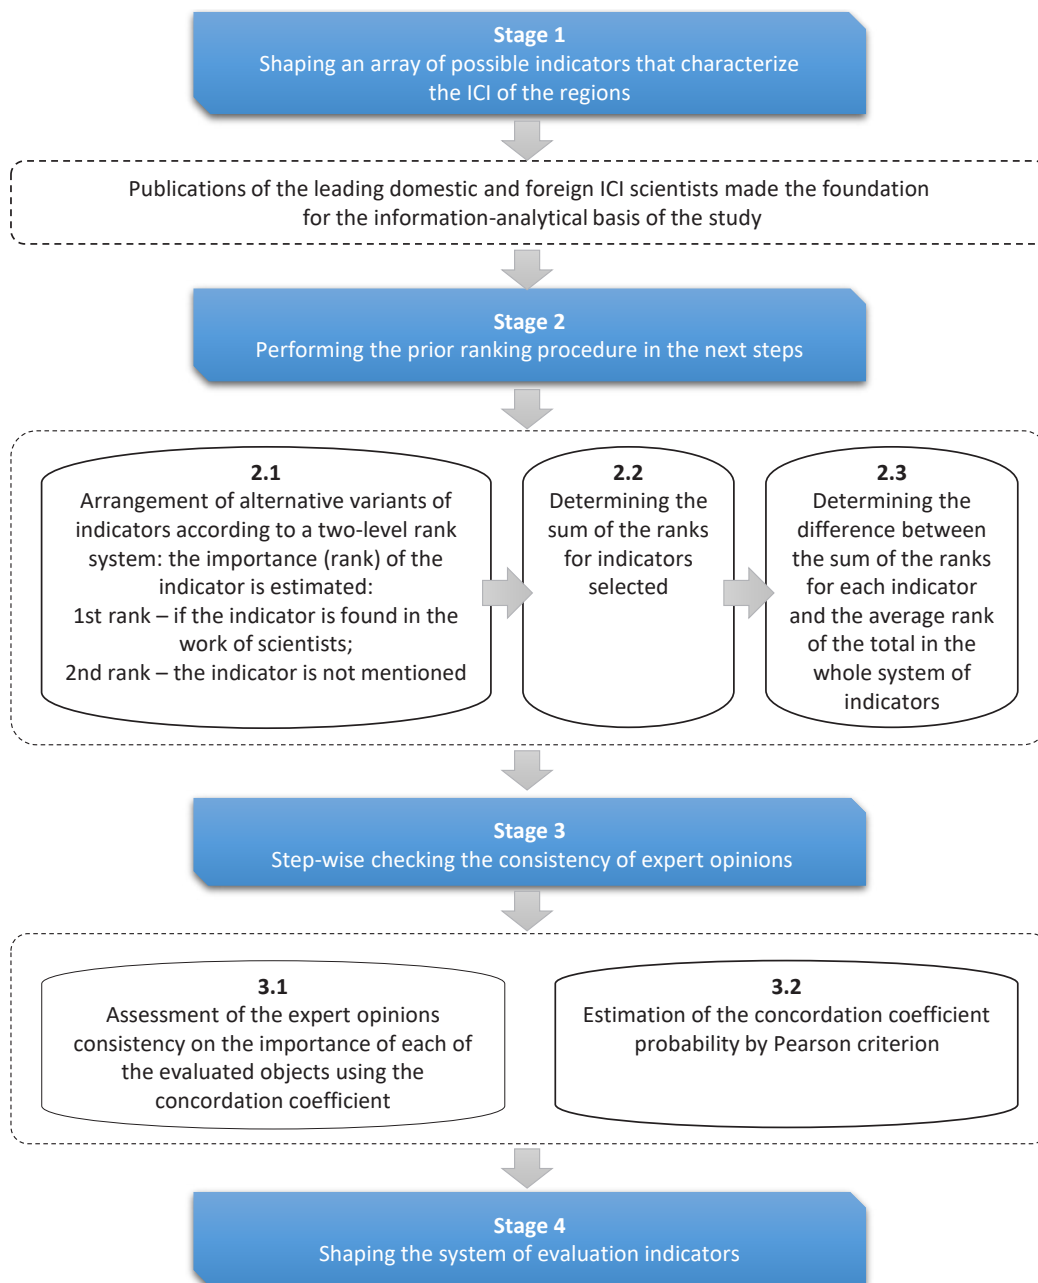 Stage 1
Shaping an array of possible indicators that characterize
the ICI of the regions
Publications of the leading domestic and foreign ICI scientists made the foundation
for the information-analytical basis of the study
Stage 2
Performing the prior ranking procedure in the next steps
2.1
Arrangement of alternative variants of
indicators according to a two-level rank
system: the importance (rank) of the
indicator is estimated:
1st rank – if the indicator is found in the
work of scientists;
2nd rank – the indicator is not mentioned
2.2
Determining the
sum of the ranks
for indicators
selected
2.3
Determining the
difference between
the sum of the ranks
for each indicator
and the average rank
of the total in the
whole system of
indicators
Stage 3
Step-wise checking the consistency of expert opinions
3.1
Assessment of the expert opinions
consistency on the importance of each of
the evaluated objects using the
concordation coefficient
3.2
Estimation of the concordation coefficient
probability by Pearson criterion
Stage 4
Shaping the system of evaluation indicators